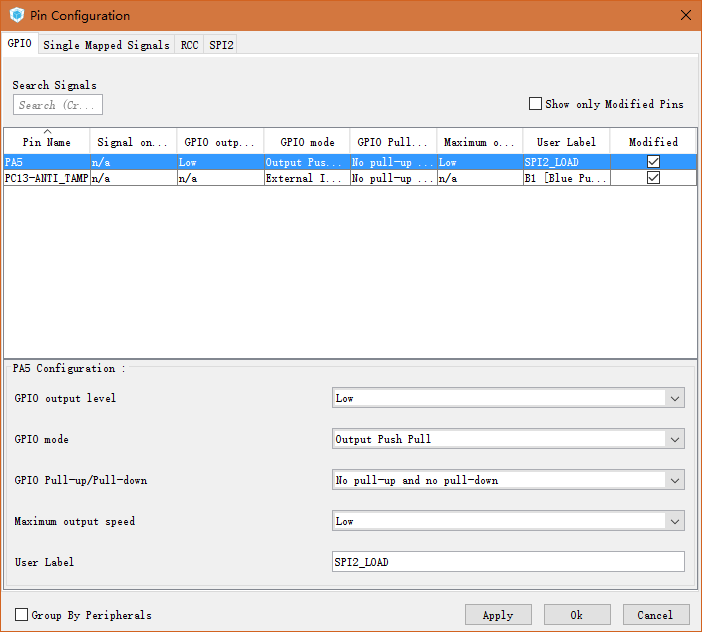 Pin Configuration
GPIO Single Mapped Signals RCC SPI2
Search Signals
Search (Cr...
Show only Modified Pins
Pin Name Signal on... GPIO outp... GPIO mode GPIO Pull... Maximum o... User Label Modified
PA5 n/a Low Output Pus... No pull-up ... Low SPI2_LOAD
PC13-ANTI_TAMP n/a n/a External I... No pull-up ... n/a B1 [Blue Pu...
PA5 Configuration :
GPIO output level Low
GPIO mode Output Push Pull
GPIO Pull-up/Pull-down No pull-up and no pull-down
Maximum output speed Low
User Label SPI2_LOAD
Group By Peripherals Apply Ok Cancel